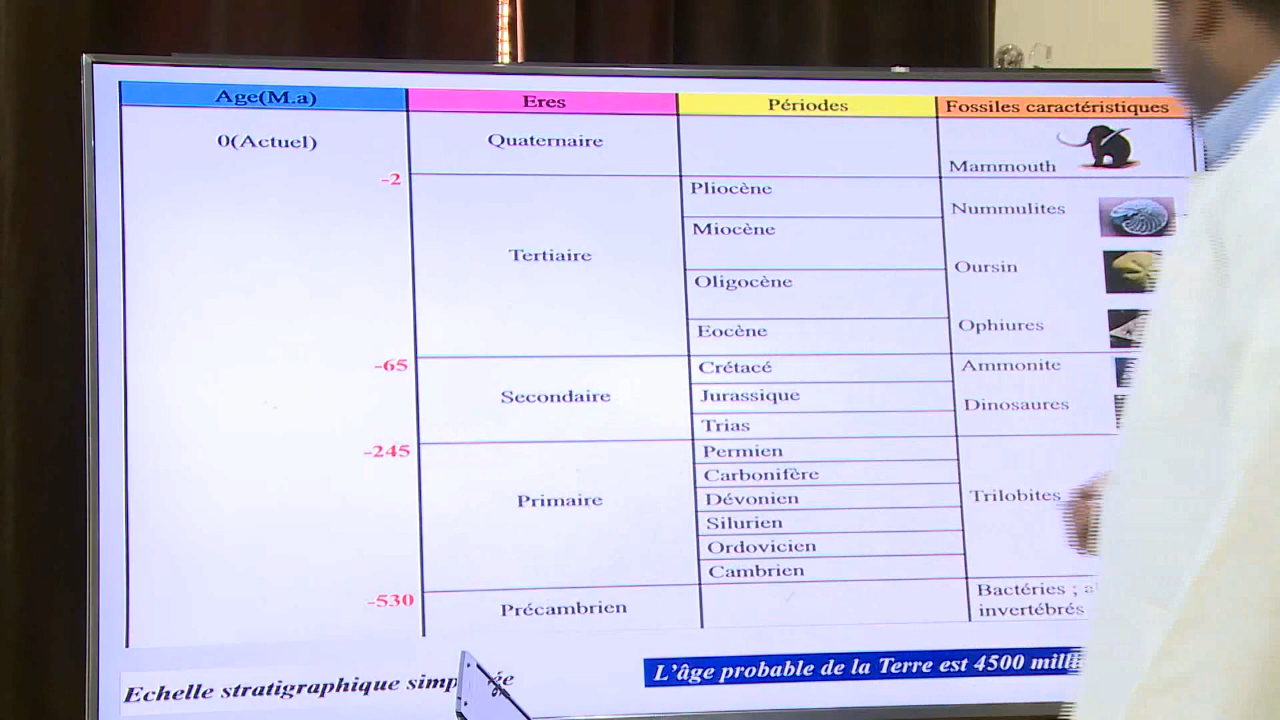 Age(M.a) Eres Périodes Fossiles caractéristiques
0(Actuel) Quaternaire Mammouth
-2
Pliocène Nummulites
Miocène
Tertiaire Oursin
Oligocène
Eocène Ophiures
-65 Crétacé Ammonite
Secondaire Jurassique Dinosaures
Trias
-245 Permien
Carbonifère
Primaire Dévonien Trilobites
Silurien
Ordovicien
Cambrien
-530 Précambrien Bactéries ;
invertébrés
Echelle stratigraphique
L'âge probable de la Terre est 4500